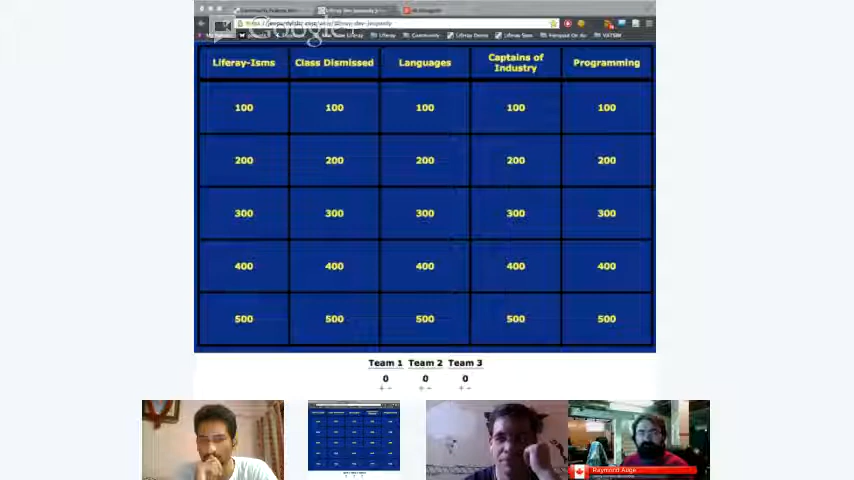 Google+
Liferay-Isms
Class Dismissed
Languages
Captains of
Industry
Programming
100 100 100 100 100
200 200 200 200 200
300 300 300 300 300
400 400 400 400 400
500 500 500 500 500
Team 1 Team 2 Team 3
0 0 0
+ - + - + -
Raymond Auge